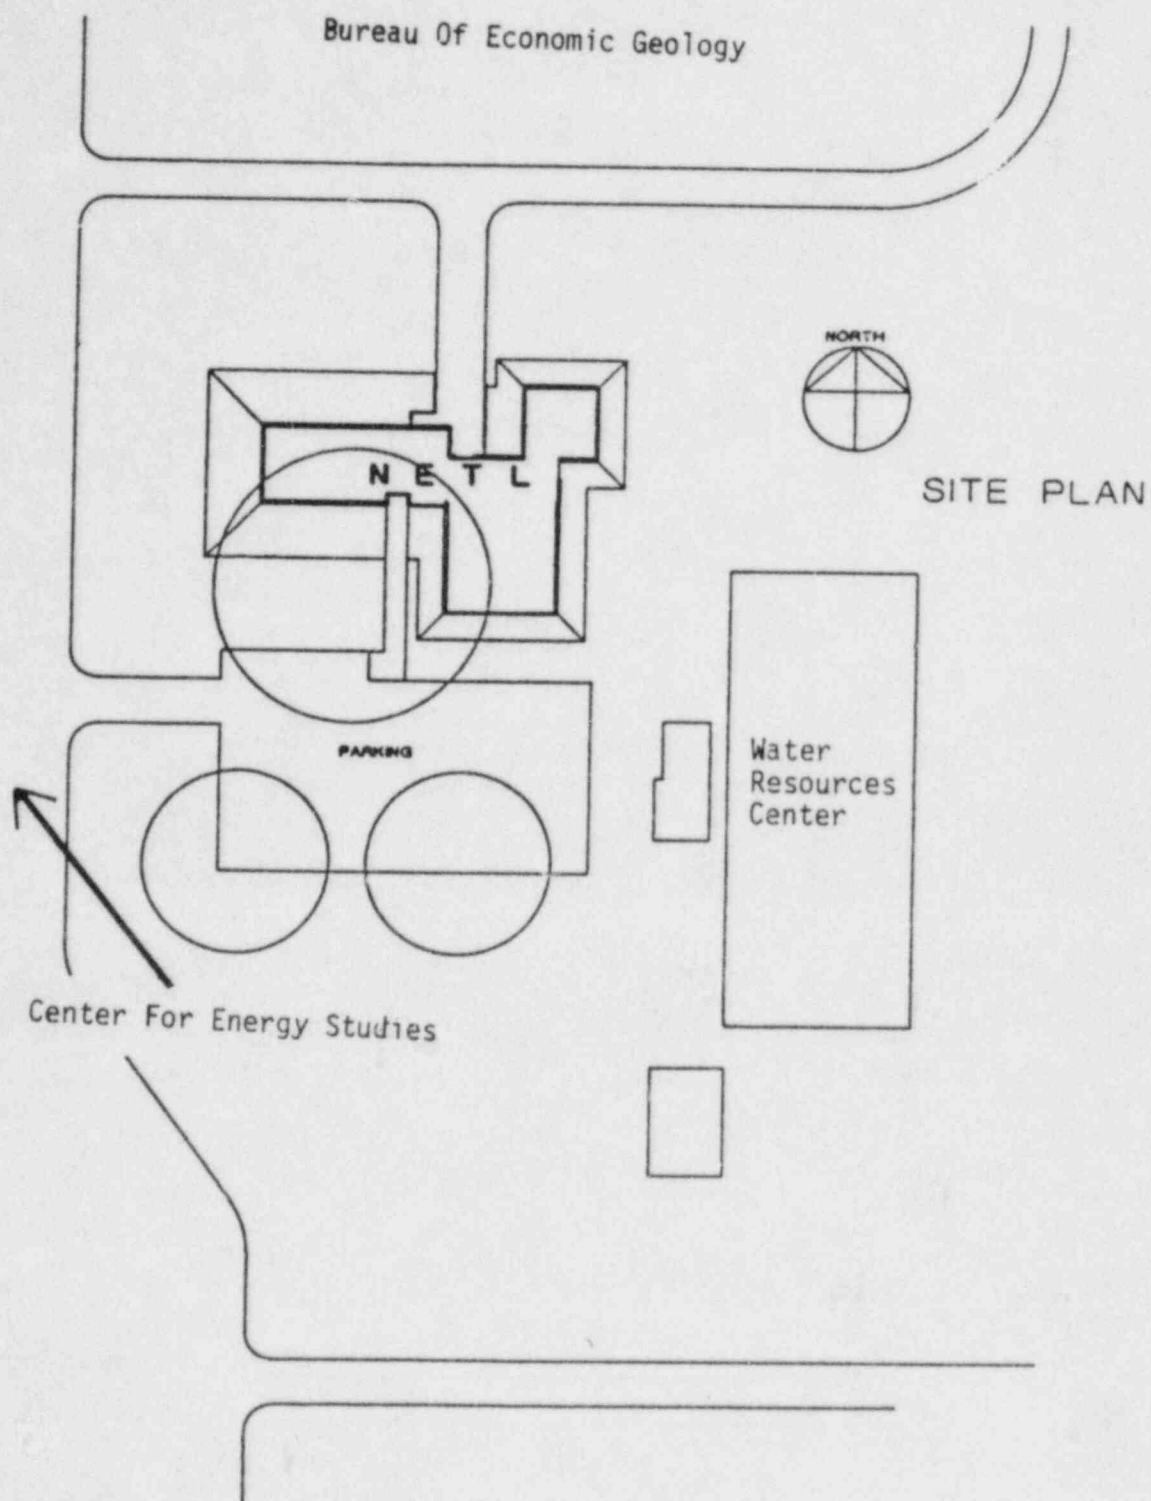 Bureau Of Economic Geology
NORTH
N E T L
SITE PLAN
PARKING
Water
Resources
Center
Center For Energy Studies